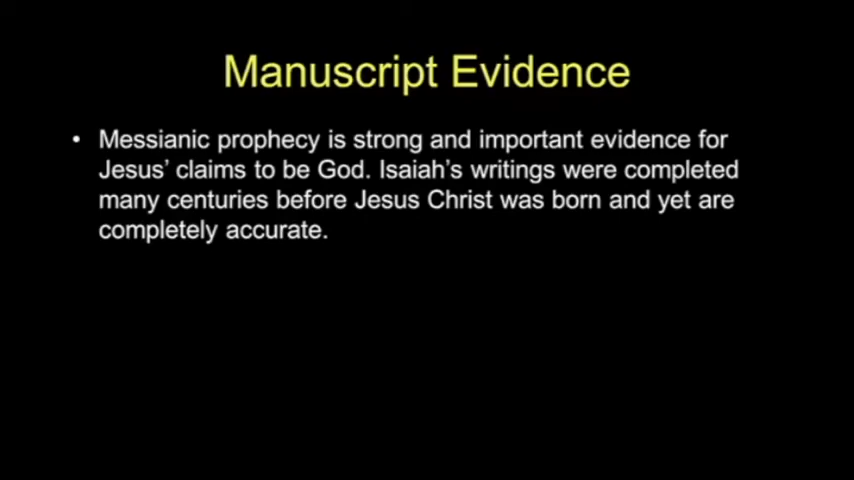 Manuscript Evidence
• Messianic prophecy is strong and important evidence for
Jesus’ claims to be God. Isaiah’s writings were completed
many centuries before Jesus Christ was born and yet are
completely accurate.